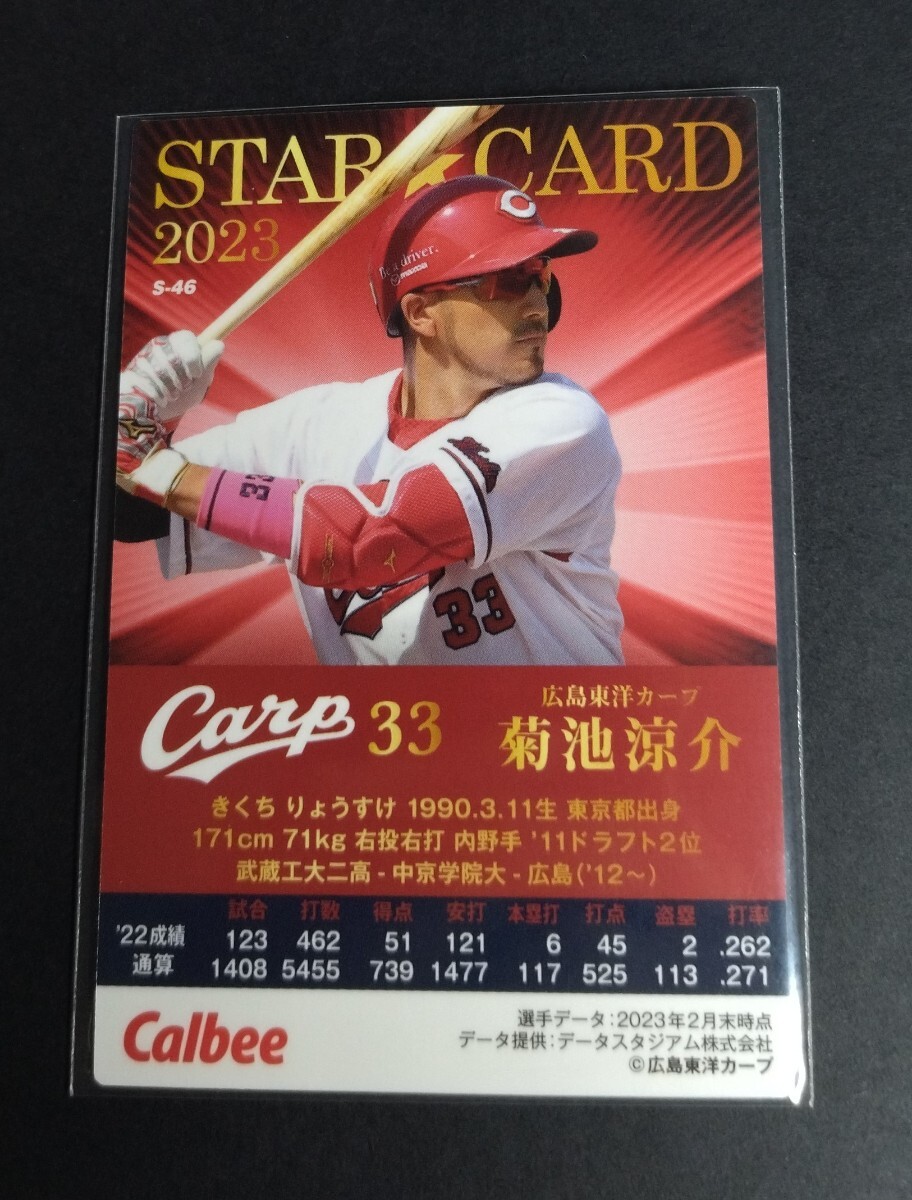 STAR★CARD
2023
S-46
Be a driver.
mazda
33
33
Carp 33
広島東洋カープ
菊池涼介
きくち りょうすけ 1990.3.11生 東京都出身
171cm 71kg 右投右打 内野手 '11ドラフト2位
武蔵工大二高 - 中京学院大 - 広島('12〜)
試合 打数 得点 安打 本塁打 打点 盗塁 打率
'22成績 123 462 51 121 6 45 2 .262
通算 1408 5455 739 1477 117 525 113 .271
Calbee
選手データ:2023年2月末時点
データ提供:データスタジアム株式会社
©広島東洋カープ